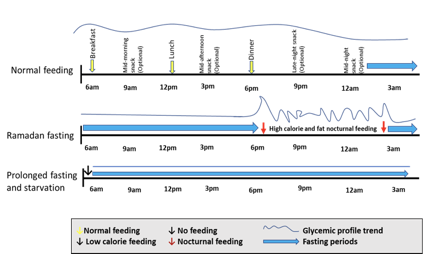 Breakfast
Mid-morning
snack
(Optional)
Lunch
Mid-afternoon
snack
(Optional)
Dinner
Late-night snack
(Optional)
Mid-night
snack
(Optional)
Normal feeding
6am 9am 12pm 3pm 6pm 9pm 12am 3am
High calorie and fat nocturnal feeding
Ramadan fasting
6am 9am 12pm 3pm 6pm 9pm 12am 3am
Prolonged fasting
and starvation
6am 9am 12pm 3pm 6pm 9pm 12am 3am
Normal feeding No feeding Glycemic profile trend
Low calorie feeding Nocturnal feeding Fasting periods